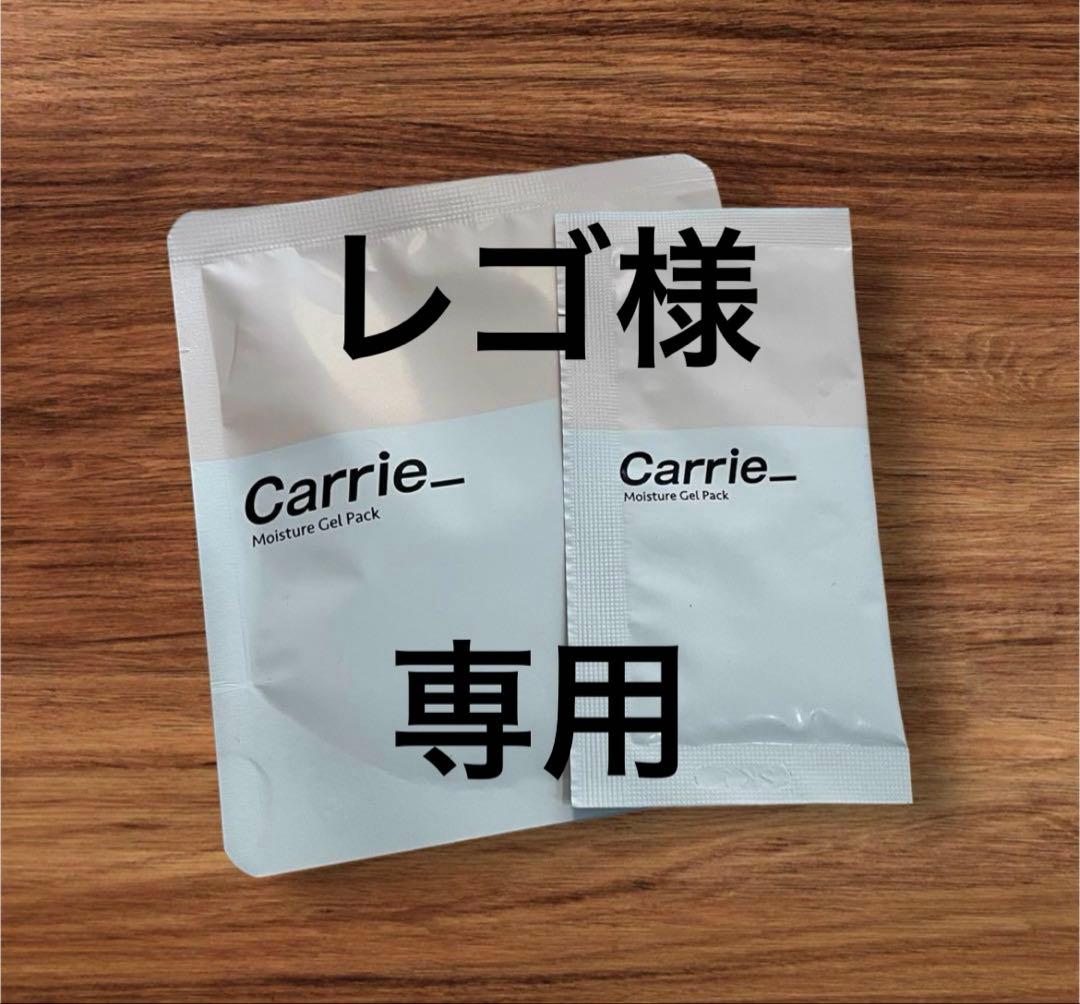 レゴ様
Carrie_
Moisture Gel Pack
Carrie_
Moisture Gel Pack
専用